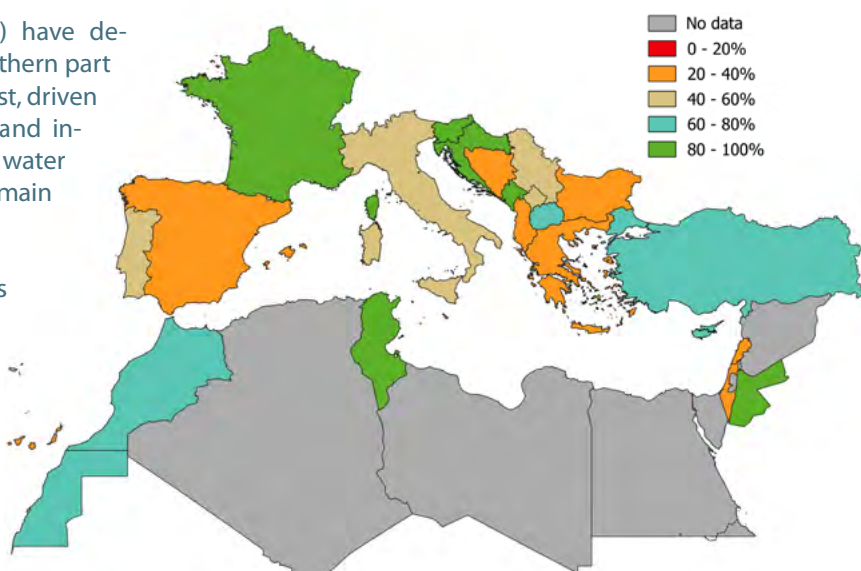 ) have de-
thern part
st, driven
and in-
water
main
s
No data
0 - 20%
20 - 40%
40 - 60%
60 - 80%
80 - 100%